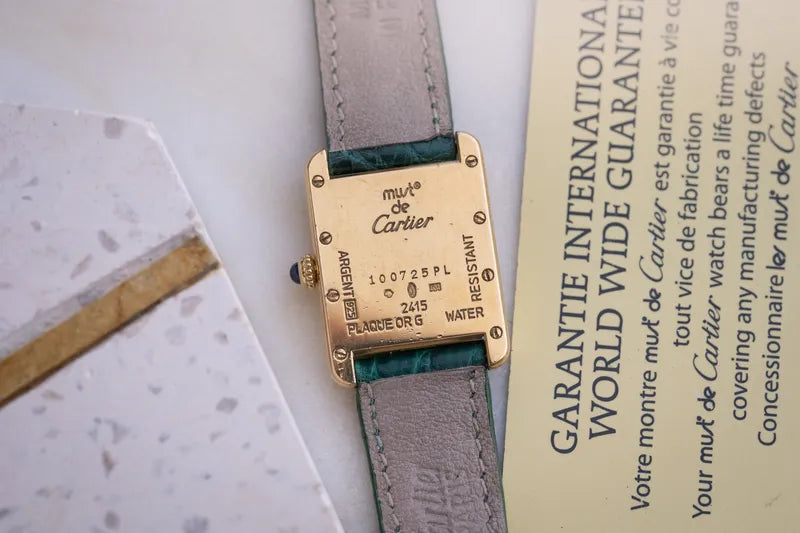 must®
de
Cartier
ARGENT 925
100725PL
2415
PLAQUE OR G
WATER
RESISTANT
GARANTIE INTERNATIONA
WORLD WIDE GUARANTEE
Votre montre must de Cartier est garantie à vie co
tout vice de fabrication
Your must de Cartier watch bears a life time guara
covering any manufacturing defects
Concessionnaire les must de Cartier